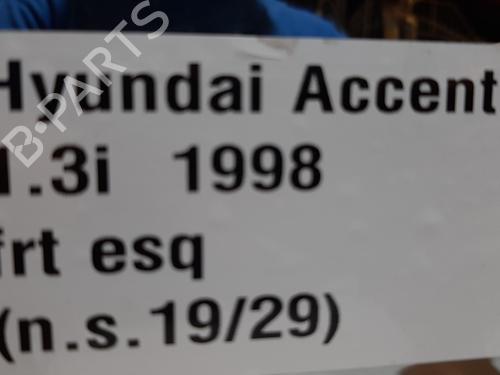 B-PARTS
Hyundai Accent
1.3i 1998
frt esq
(n.s.19/29)